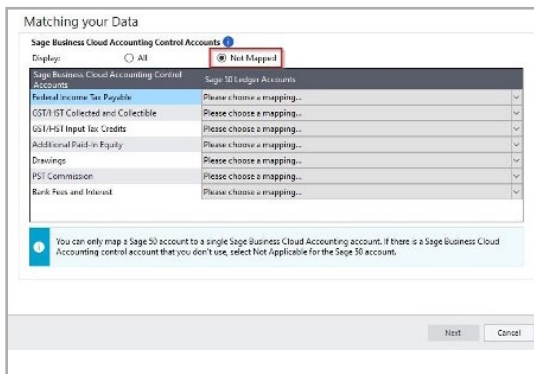 Matching your Data
Sage Business Cloud Accounting Control Accounts
Display: All Not Mapped
Sage Business Cloud Accounting Control Accounts Sage 50 Ledger Accounts
Federal Income Tax Payable Please choose a mapping...
GST/HST Collected and Collectible Please choose a mapping...
GST/HST Input Tax Credits Please choose a mapping...
Additional Paid-In Equity Please choose a mapping...
Drawings Please choose a mapping...
PST Commission Please choose a mapping...
Bank Fees and Interest Please choose a mapping...
You can only map a Sage 50 account to a single Sage Business Cloud Accounting account. If there is a Sage Business Cloud
Accounting control account that you don't use, select Not Applicable for the Sage 50 account.
Next Cancel